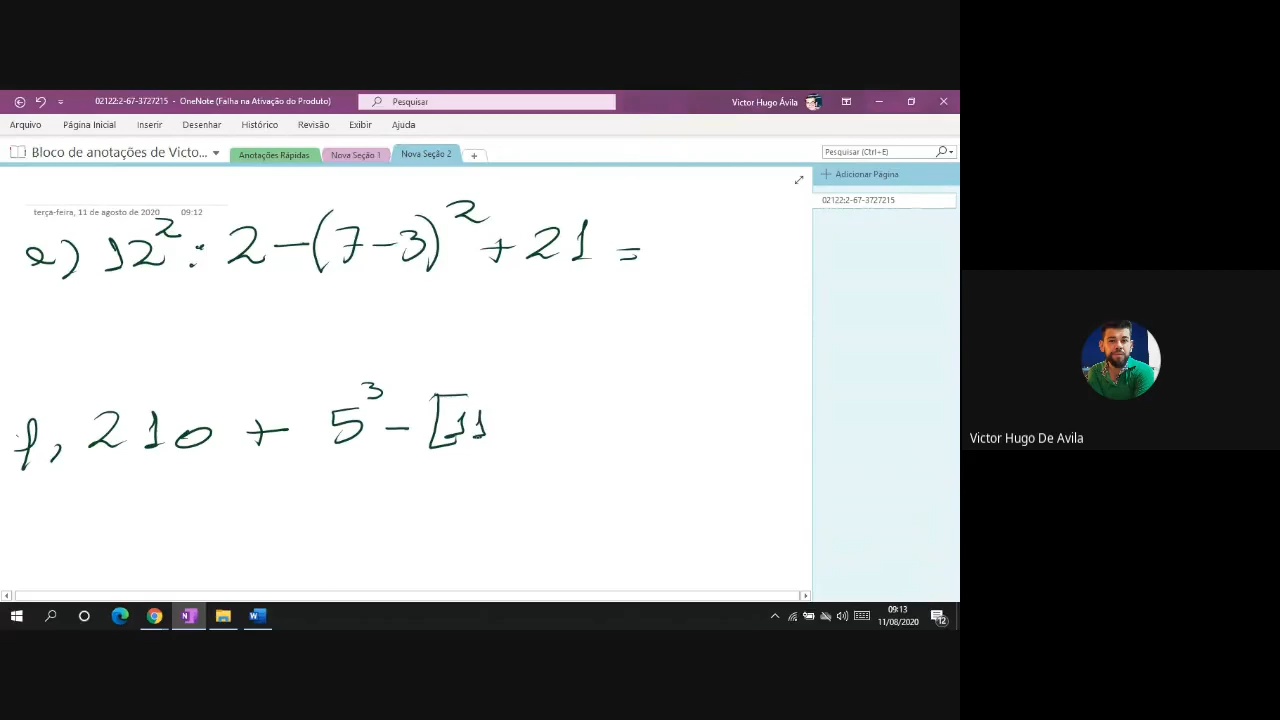 02122:2-67-3727215 - OneNote (Falha na Ativação do Produto)
Pesquisar
Victor Hugo Ávila
Arquivo Página Inicial Inserir Desenhar Histórico Revisão Exibir Ajuda
Bloco de anotações de Victo...
Anotações Rápidas
Nova Seção 1
Nova Seção 2
Pesquisar (Ctrl+E)
Adicionar Página
02122:2-67-3727215
terça-feira, 11 de agosto de 2020 09:12
e) 12² : 2 - (7 - 3)² + 21 =
f, 210 + 5³ - [11
Victor Hugo De Avila
09:13
11/08/2020
12